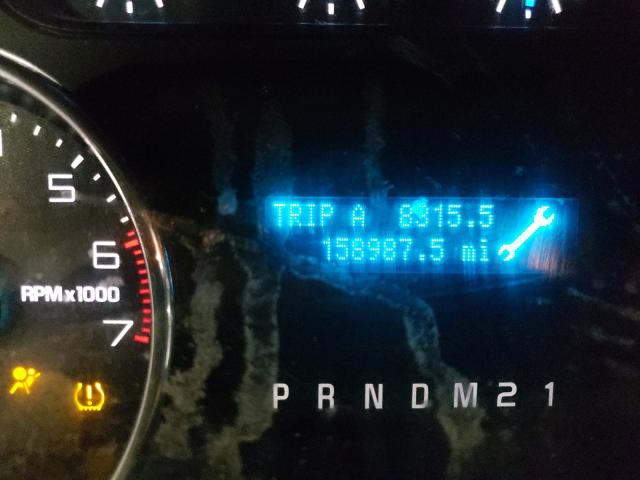 5
6
RPMx1000
7
TRIP A 8315.5
158987.5 mi
P R N D M 2 1